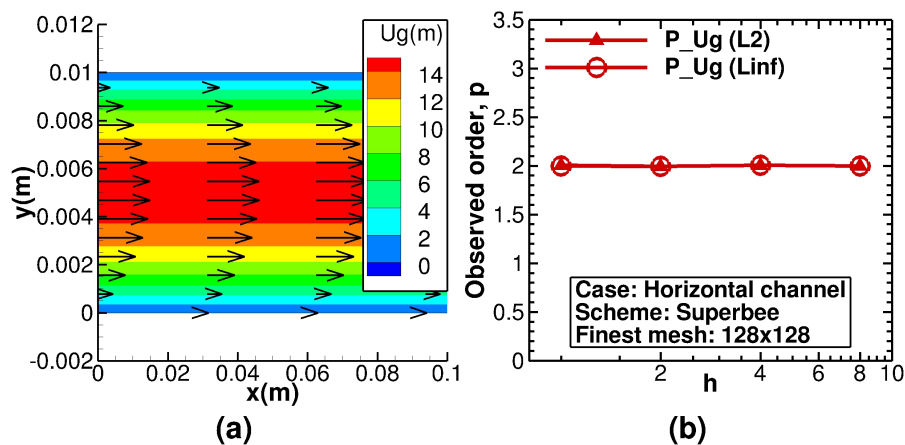 0.012
0.01
0.008
0.006
0.004
0.002
0
-0.002
y(m)
0 0.02 0.04 0.06 0.08 0.1
x(m)
Ug(m)
14
12
10
8
6
4
2
0
(a)
3.5
3
2.5
2
1.5
1
0.5
0
Observed order, p
P_Ug (L2)
P_Ug (Linf)
Case: Horizontal channel
Scheme: Superbee
Finest mesh: 128x128
2 4 6 8 10
h
(b)